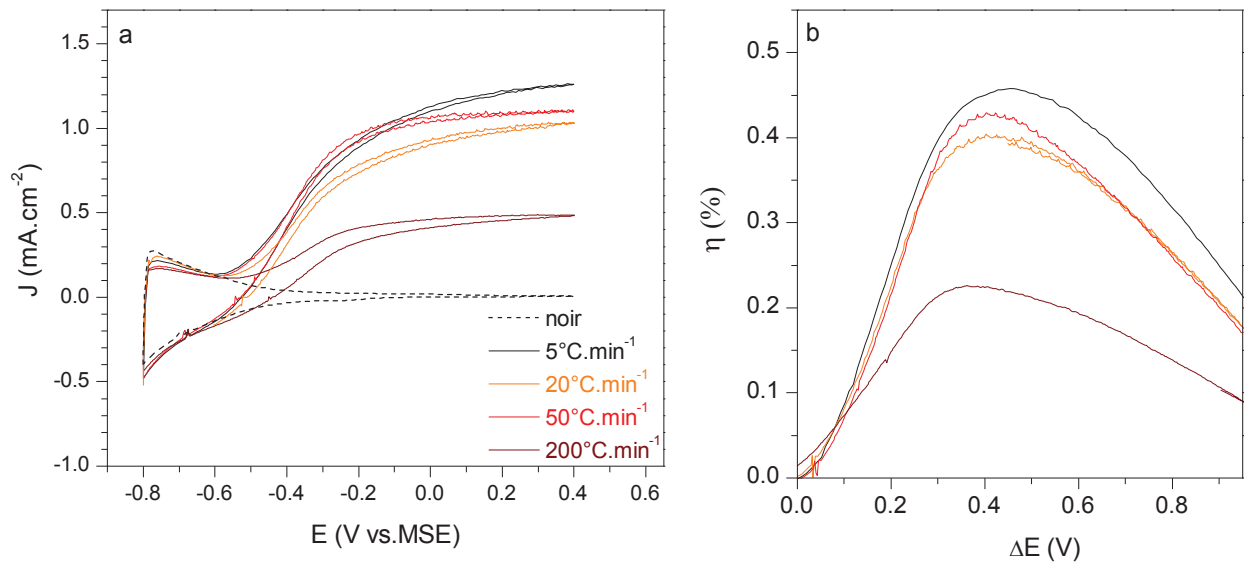 a
1.5
1.0
0.5
0.0
-0.5
-1.0
J (mA.cm⁻²)
-0.8 -0.6 -0.4 -0.2 0.0 0.2 0.4 0.6
E (V vs.MSE)
noir
5°C.min⁻¹
20°C.min⁻¹
50°C.min⁻¹
200°C.min⁻¹
b
0.5
0.4
0.3
0.2
0.1
0.0
η (%)
0.0 0.2 0.4 0.6 0.8
ΔE (V)